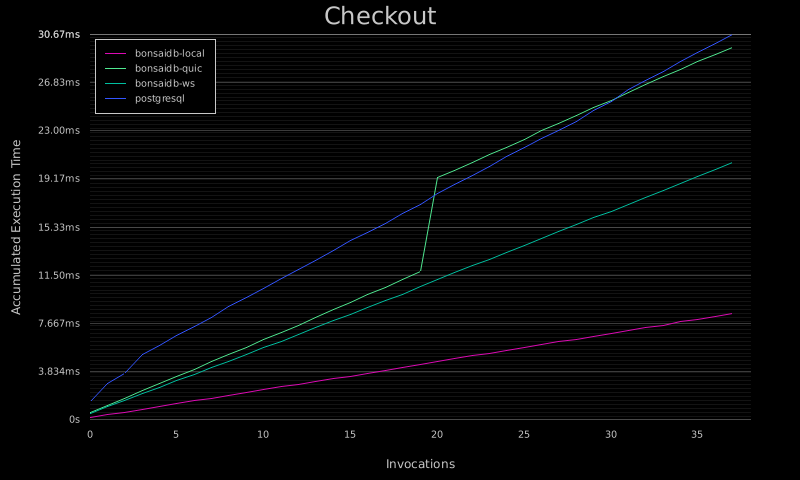 Checkout
30.67ms
26.83ms
23.00ms
19.17ms
15.33ms
11.50ms
7.667ms
3.834ms
0s
Accumulated Execution Time
bonsaidb-local
bonsaidb-quic
bonsaidb-ws
postgresql
0 5 10 15 20 25 30 35
Invocations